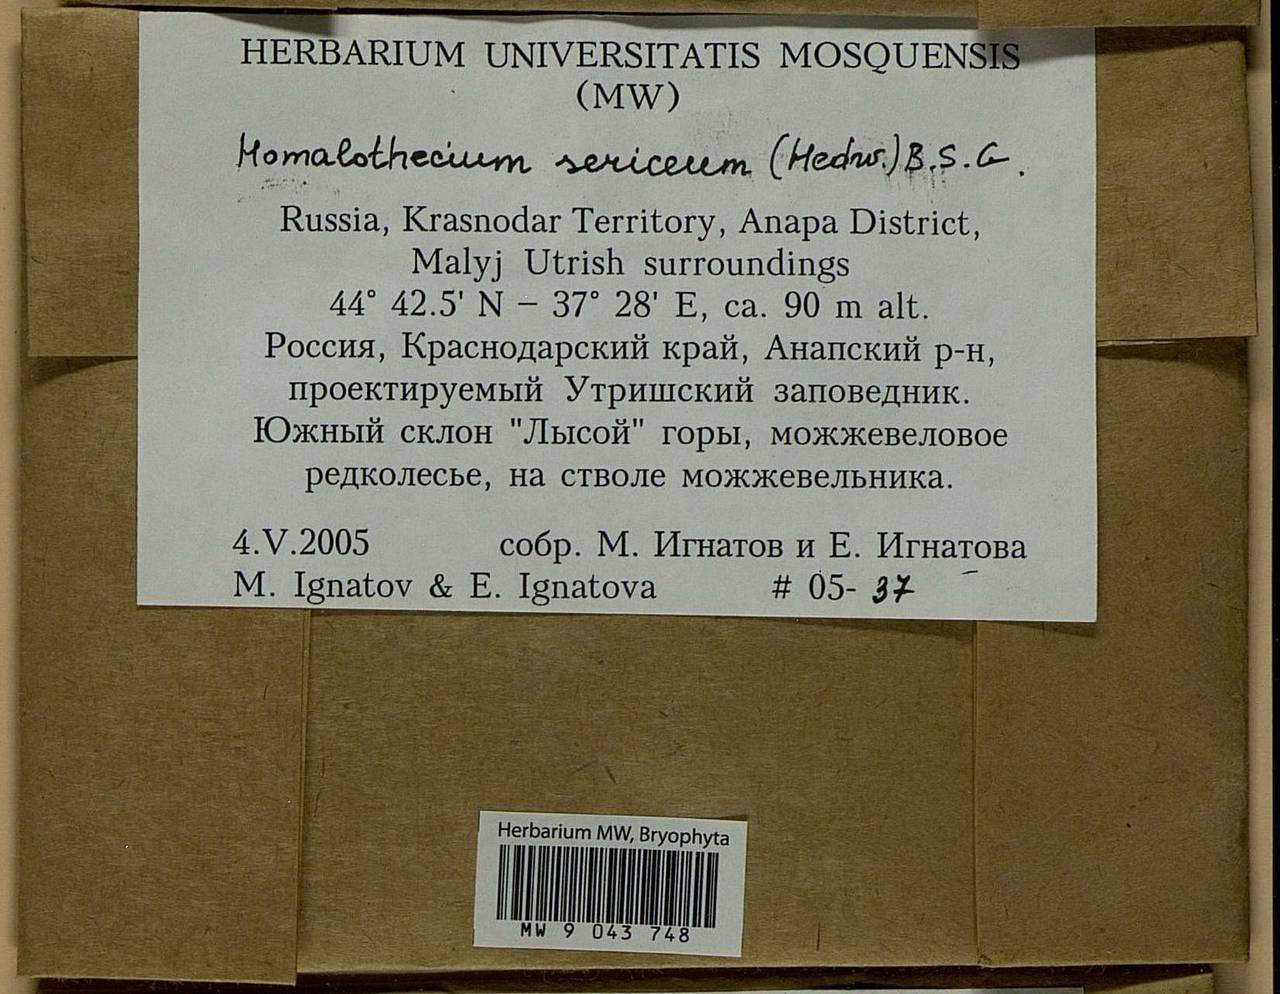 HERBARIUM UNIVERSITATIS MOSQUENSIS
(MW)
Homalothecium sericeum (Hedw.) B.S.G.
Russia, Krasnodar Territory, Anapa District,
Malyj Utrish surroundings
44° 42.5' N – 37° 28' E, ca. 90 m alt.
Россия, Краснодарский край, Анапский р-н,
проектируемый Утришский заповедник.
Южный склон "Лысой" горы, можжевеловое
редколесье, на стволе можжевельника.
4.V.2005 собр. М. Игнатов и Е. Игнатова
M. Ignatov & E. Ignatova # 05-37
Herbarium MW, Bryophyta
MW 9 043 748